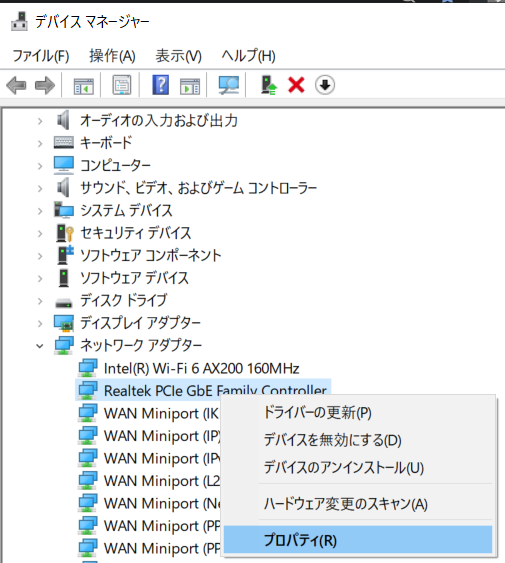 デバイス マネージャー
ファイル(F) 操作(A) 表示(V) ヘルプ(H)
オーディオの入力および出力
キーボード
コンピューター
サウンド、ビデオ、およびゲーム コントローラー
システム デバイス
セキュリティ デバイス
ソフトウェア コンポーネント
ソフトウェア デバイス
ディスク ドライブ
ディスプレイ アダプター
ネットワーク アダプター
Intel(R) Wi-Fi 6 AX200 160MHz
Realtek PCIe GbE Family Controller
WAN Miniport (IK
WAN Miniport (IP)
WAN Miniport (IPv
WAN Miniport (L2
WAN Miniport (Ne
WAN Miniport (PP
WAN Miniport (PP
ドライバーの更新(P)
デバイスを無効にする(D)
デバイスのアンインストール(U)
ハードウェア変更のスキャン(A)
プロパティ(R)